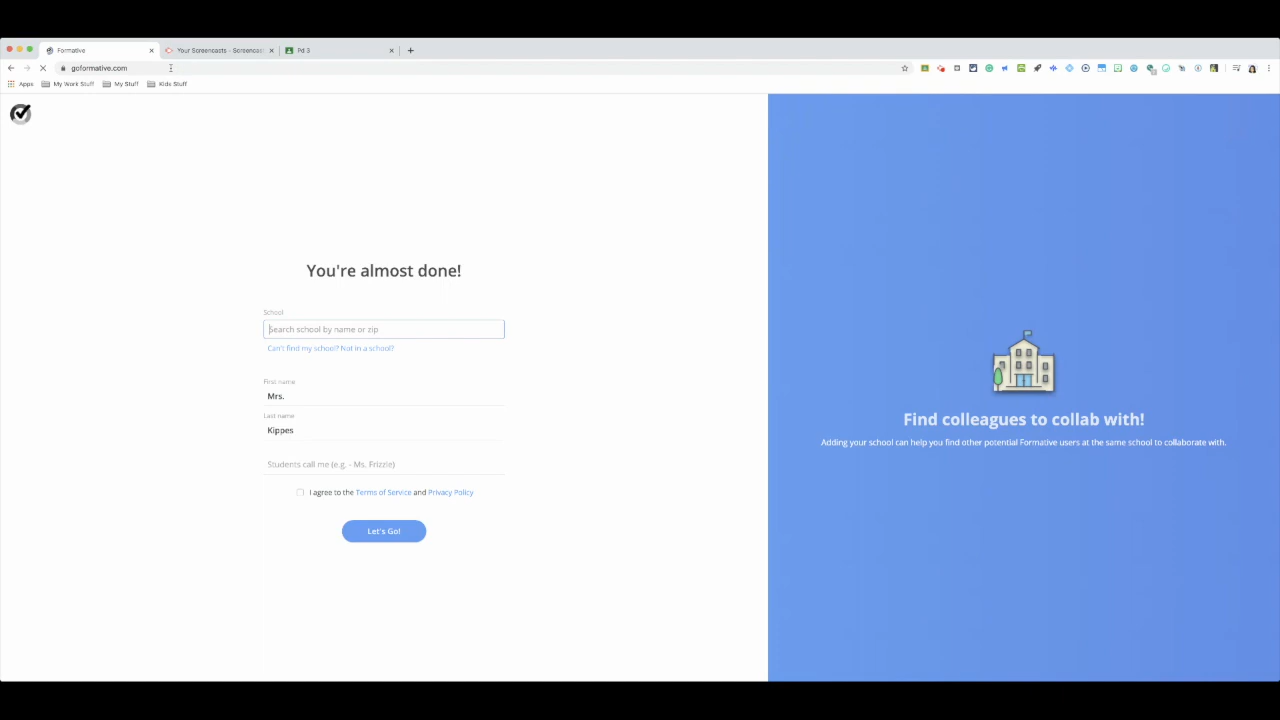 Formative
Your Screencasts - Screencas
Pd 3
goformative.com
Apps
My Work Stuff
My Stuff
Kids Stuff
You're almost done!
School
Search school by name or zip
Can't find my school? Not in a school?
First name
Mrs.
Last name
Kippes
Students call me (e.g. - Ms. Frizzle)
I agree to the Terms of Service and Privacy Policy
Let's Go!
Find colleagues to collab with!
Adding your school can help you find other potential Formative users at the same school to collaborate with.